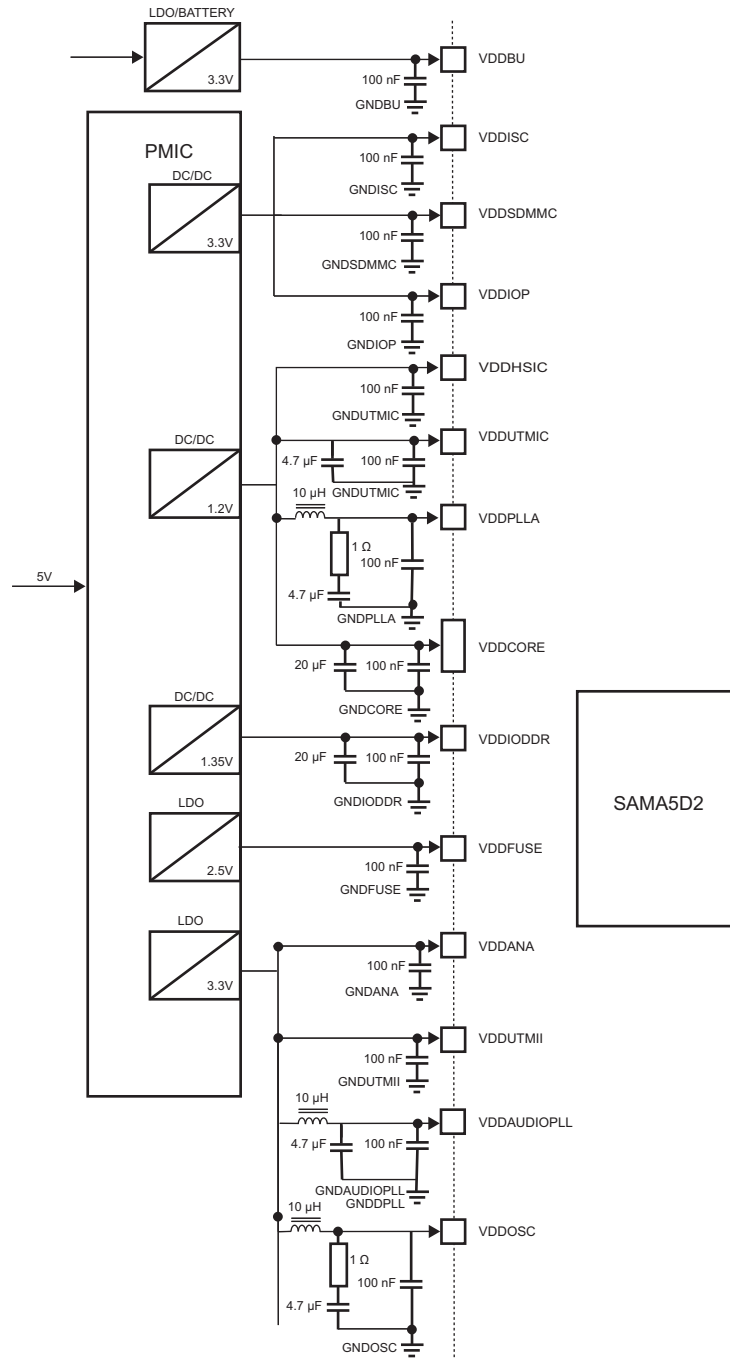 LDO/BATTERY
3.3V
VDDBU
100 nF
GNDBU
PMIC
VDDISC
100 nF
GNDISC
DC/DC
3.3V
VDDSDMMC
100 nF
GNDSDMMC
VDDIOP
100 nF
GNDIOP
VDDHSIC
100 nF
GNDUTMIC
DC/DC
1.2V
VDDUTMIC
4.7 µF
100 nF
GNDUTMIC
10 µH
VDDPLLA
1 Ω
100 nF
4.7 µF
GNDPLLA
5V
VDDCORE
20 µF
100 nF
GNDCORE
DC/DC
1.35V
VDDIODDR
20 µF
100 nF
GNDIODDR
SAMA5D2
LDO
2.5V
VDDFUSE
100 nF
GNDFUSE
LDO
3.3V
VDDANA
100 nF
GNDANA
VDDUTMII
100 nF
GNDUTMII
10 µH
VDDAUDIOPLL
4.7 µF
100 nF
GNDAUDIOPLL
GNDDPLL
10 µH
VDDOSC
1 Ω
100 nF
4.7 µF
GNDOSC